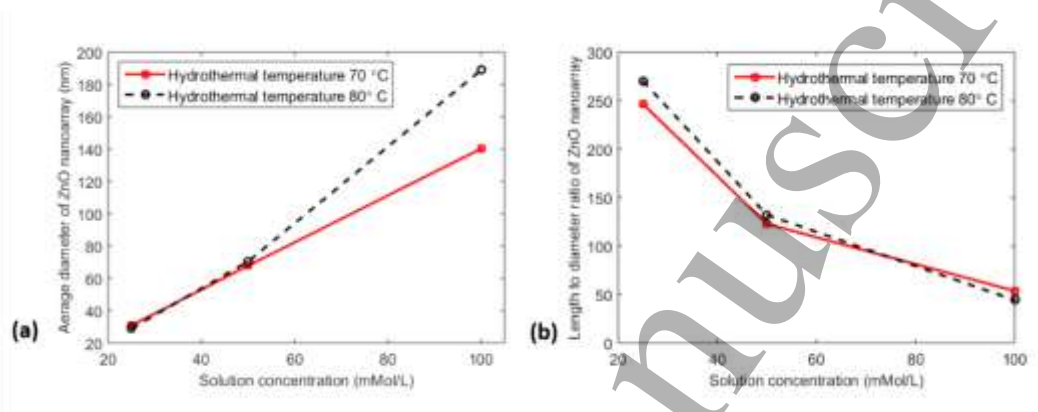 200
180
160
140
120
100
80
60
40
20
Aerage diameter of ZnO nanoarray (nm)
Hydrothermal temperature 70 °C
Hydrothermal temperature 80° C
20 40 60 80 100
Solution concentration (mMol/L)
(a)
300
250
200
150
100
50
0
Length to diameter ratio of ZnO nanoarray
Hydrothermal temperature 70 °C
Hydrothermal temperature 80° C
20 40 60 80 100
Solution concentration (mMol/L)
(b)
nusci